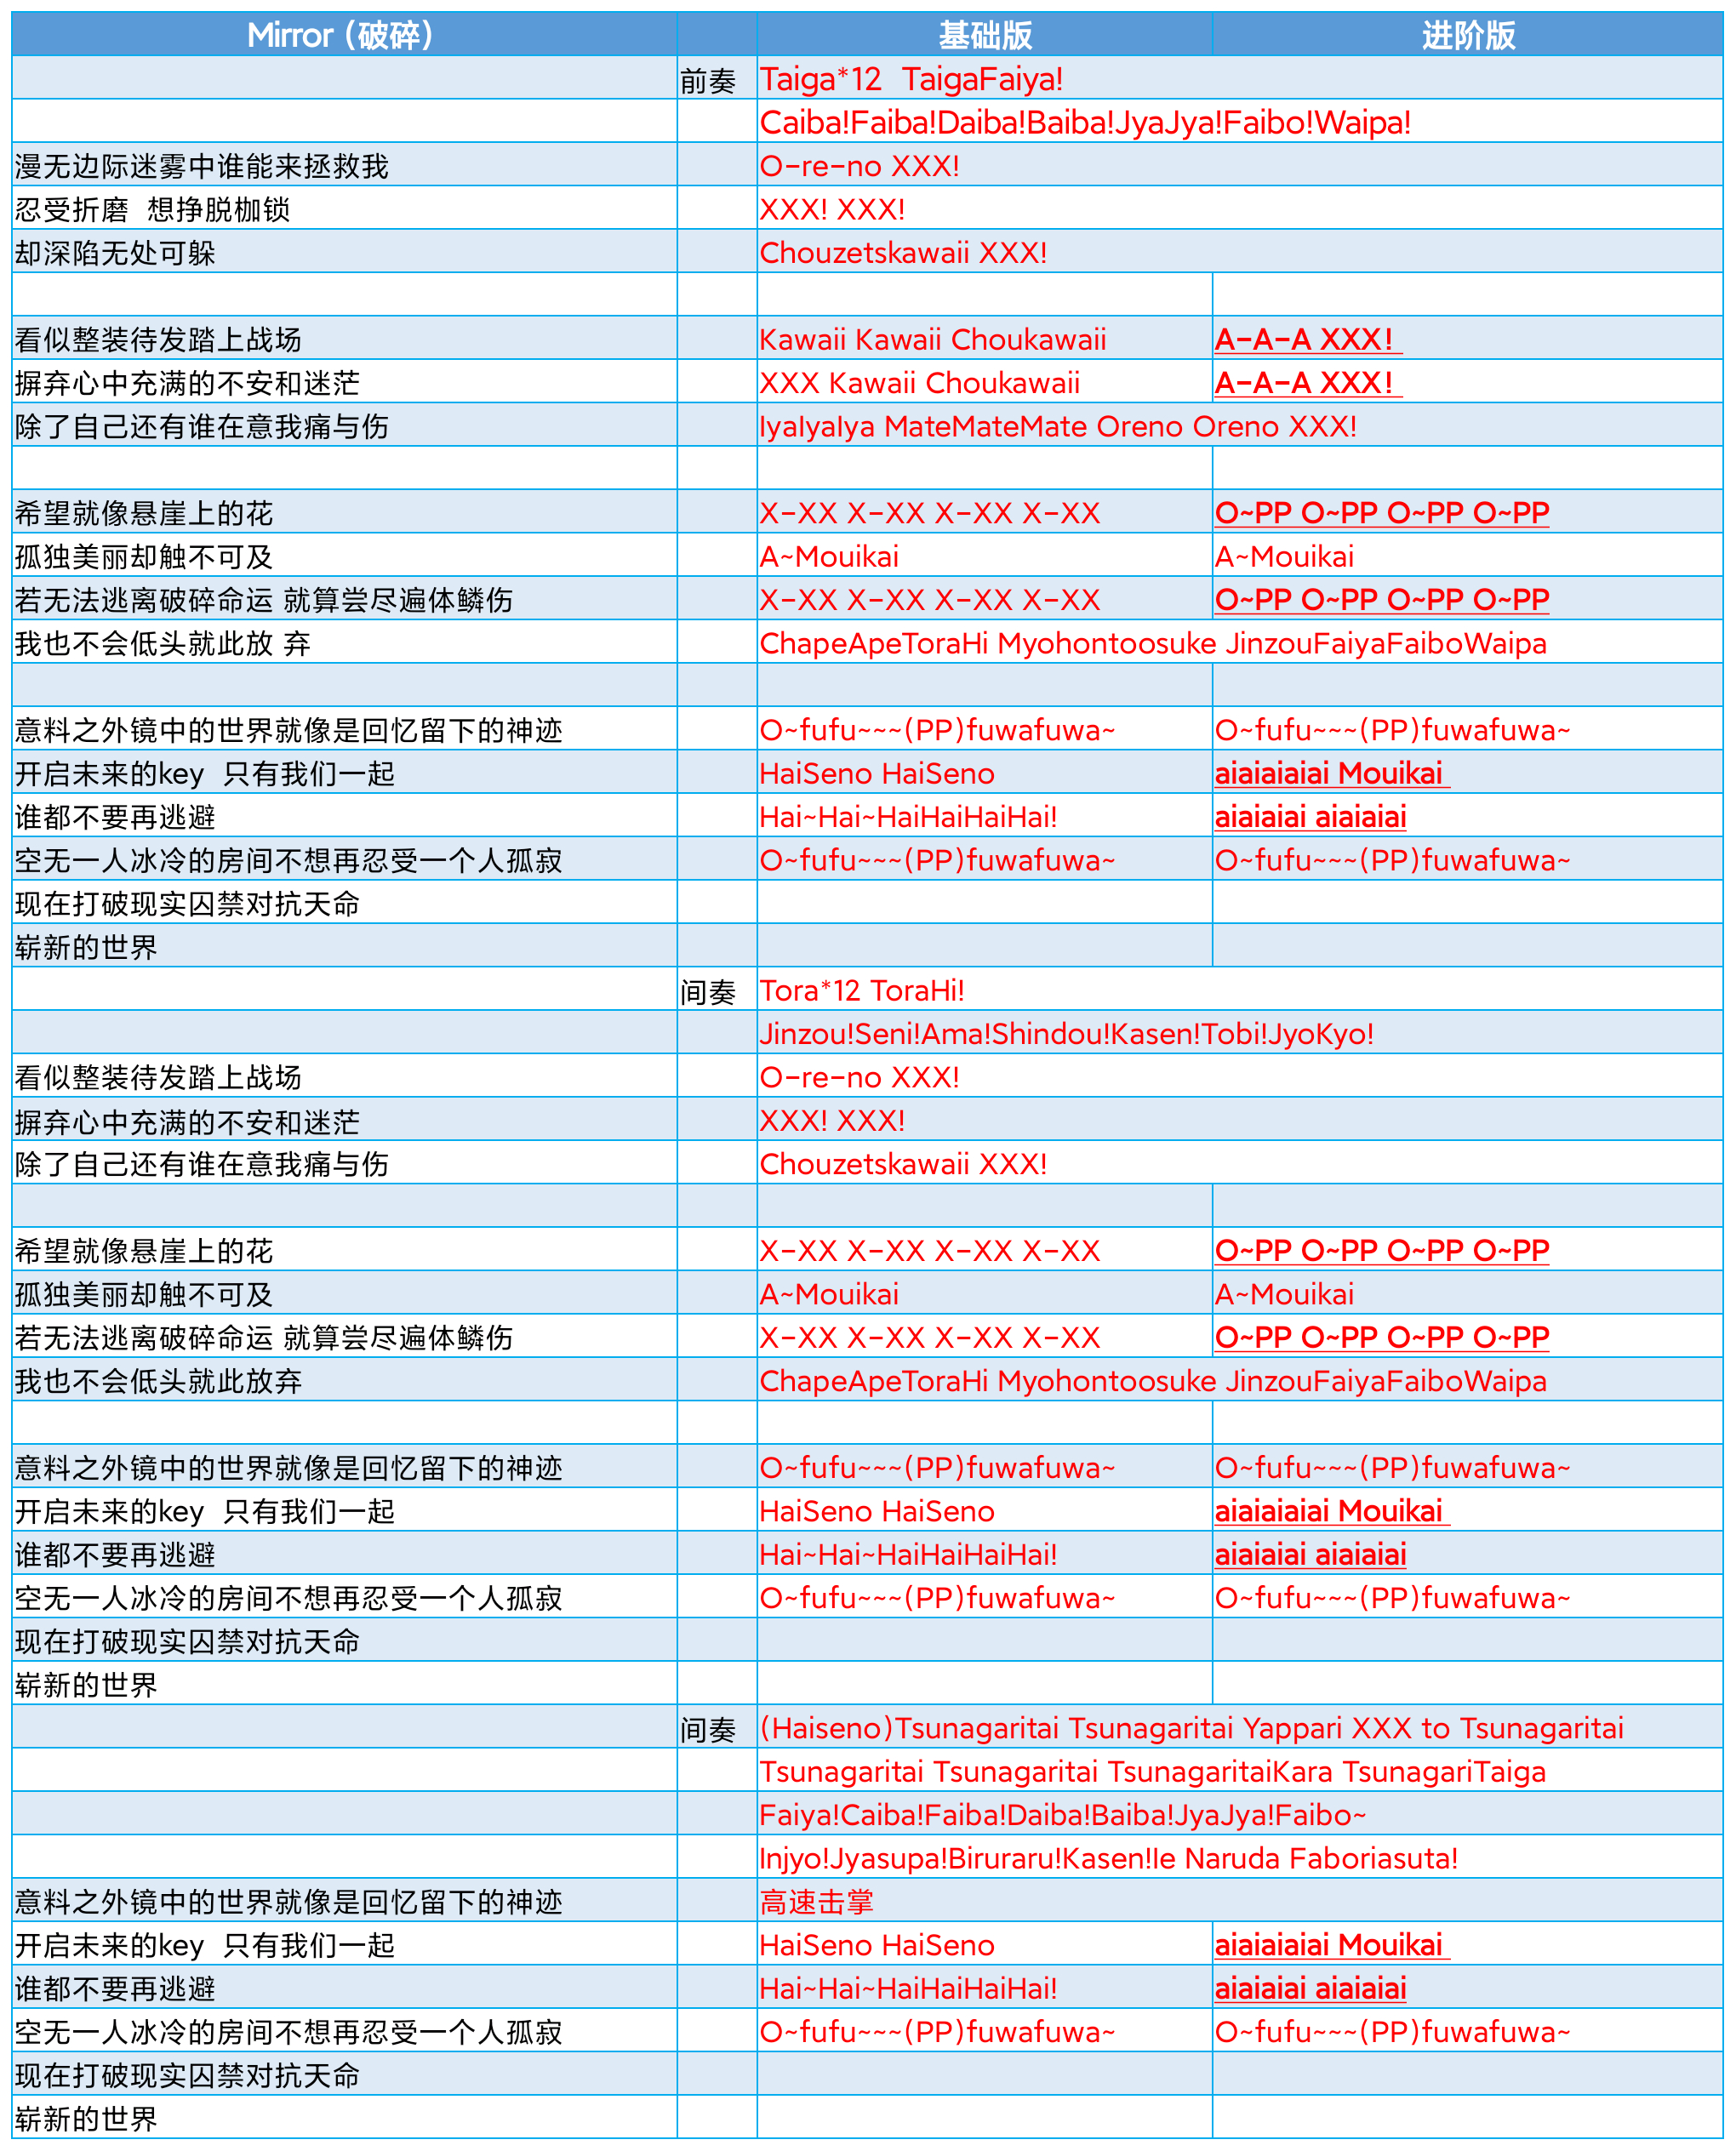 Mirror (破碎) 基础版 进阶版
前奏 Taiga*12  TaigaFaiya!
Caiba!Faiba!Daiba!Baiba!JyaJya!Faibo!Waipa!
漫无边际迷雾中谁能来拯救我 O-re-no XXX!
忍受折磨  想挣脱枷锁 XXX! XXX!
却深陷无处可躲 Chouzetskawaii XXX!
看似整装待发踏上战场 Kawaii Kawaii Choukawaii A-A-A XXX!
摒弃心中充满的不安和迷茫 XXX Kawaii Choukawaii A-A-A XXX!
除了自己还有谁在意我痛与伤 IyaIyaIya MateMateMate Oreno Oreno XXX!
希望就像悬崖上的花 X-XX X-XX X-XX X-XX O~PP O~PP O~PP O~PP
孤独美丽却触不可及 A~Mouikai A~Mouikai
若无法逃离破碎命运 就算尝尽遍体鳞伤 X-XX X-XX X-XX X-XX O~PP O~PP O~PP O~PP
我也不会低头就此放 弃 ChapeApeToraHi Myohontoosuke JinzouFaiyaFaiboWaipa
意料之外镜中的世界就像是回忆留下的神迹 O~fufu~~~(PP)fuwafuwa~ O~fufu~~~(PP)fuwafuwa~
开启未来的key  只有我们一起 HaiSeno HaiSeno aiaiaiaiai Mouikai
谁都不要再逃避 Hai~Hai~HaiHaiHaiHai! aiaiaiai aiaiaiai
空无一人冰冷的房间不想再忍受一个人孤寂 O~fufu~~~(PP)fuwafuwa~ O~fufu~~~(PP)fuwafuwa~
现在打破现实囚禁对抗天命
崭新的世界
间奏 Tora*12 ToraHi!
Jinzou!Seni!Ama!Shindou!Kasen!Tobi!JyoKyo!
看似整装待发踏上战场 O-re-no XXX!
摒弃心中充满的不安和迷茫 XXX! XXX!
除了自己还有谁在意我痛与伤 Chouzetskawaii XXX!
希望就像悬崖上的花 X-XX X-XX X-XX X-XX O~PP O~PP O~PP O~PP
孤独美丽却触不可及 A~Mouikai A~Mouikai
若无法逃离破碎命运 就算尝尽遍体鳞伤 X-XX X-XX X-XX X-XX O~PP O~PP O~PP O~PP
我也不会低头就此放弃 ChapeApeToraHi Myohontoosuke JinzouFaiyaFaiboWaipa
意料之外镜中的世界就像是回忆留下的神迹 O~fufu~~~(PP)fuwafuwa~ O~fufu~~~(PP)fuwafuwa~
开启未来的key  只有我们一起 HaiSeno HaiSeno aiaiaiaiai Mouikai
谁都不要再逃避 Hai~Hai~HaiHaiHaiHai! aiaiaiai aiaiaiai
空无一人冰冷的房间不想再忍受一个人孤寂 O~fufu~~~(PP)fuwafuwa~ O~fufu~~~(PP)fuwafuwa~
现在打破现实囚禁对抗天命
崭新的世界
间奏 (Haiseno)Tsunagaritai Tsunagaritai Yappari XXX to Tsunagaritai
Tsunagaritai Tsunagaritai TsunagaritaiKara TsunagariTaiga
Faiya!Caiba!Faiba!Daiba!Baiba!JyaJya!Faibo~
Injyo!Jyasupa!Biruraru!Kasen!Ie Naruda Faboriasuta!
意料之外镜中的世界就像是回忆留下的神迹 高速击掌
开启未来的key  只有我们一起 HaiSeno HaiSeno aiaiaiaiai Mouikai
谁都不要再逃避 Hai~Hai~HaiHaiHaiHai! aiaiaiai aiaiaiai
空无一人冰冷的房间不想再忍受一个人孤寂 O~fufu~~~(PP)fuwafuwa~ O~fufu~~~(PP)fuwafuwa~
现在打破现实囚禁对抗天命
崭新的世界